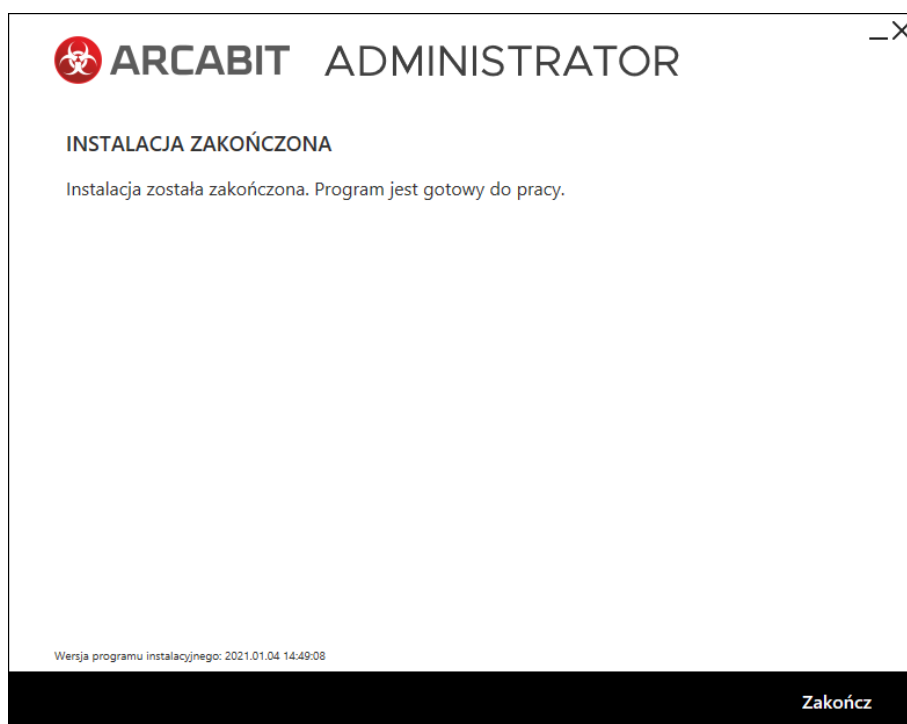 ARCABIT ADMINISTRATOR
INSTALACJA ZAKOŃCZONA
Instalacja została zakończona. Program jest gotowy do pracy.
Wersja programu instalacyjnego: 2021.01.04 14:49:08
Zakończ